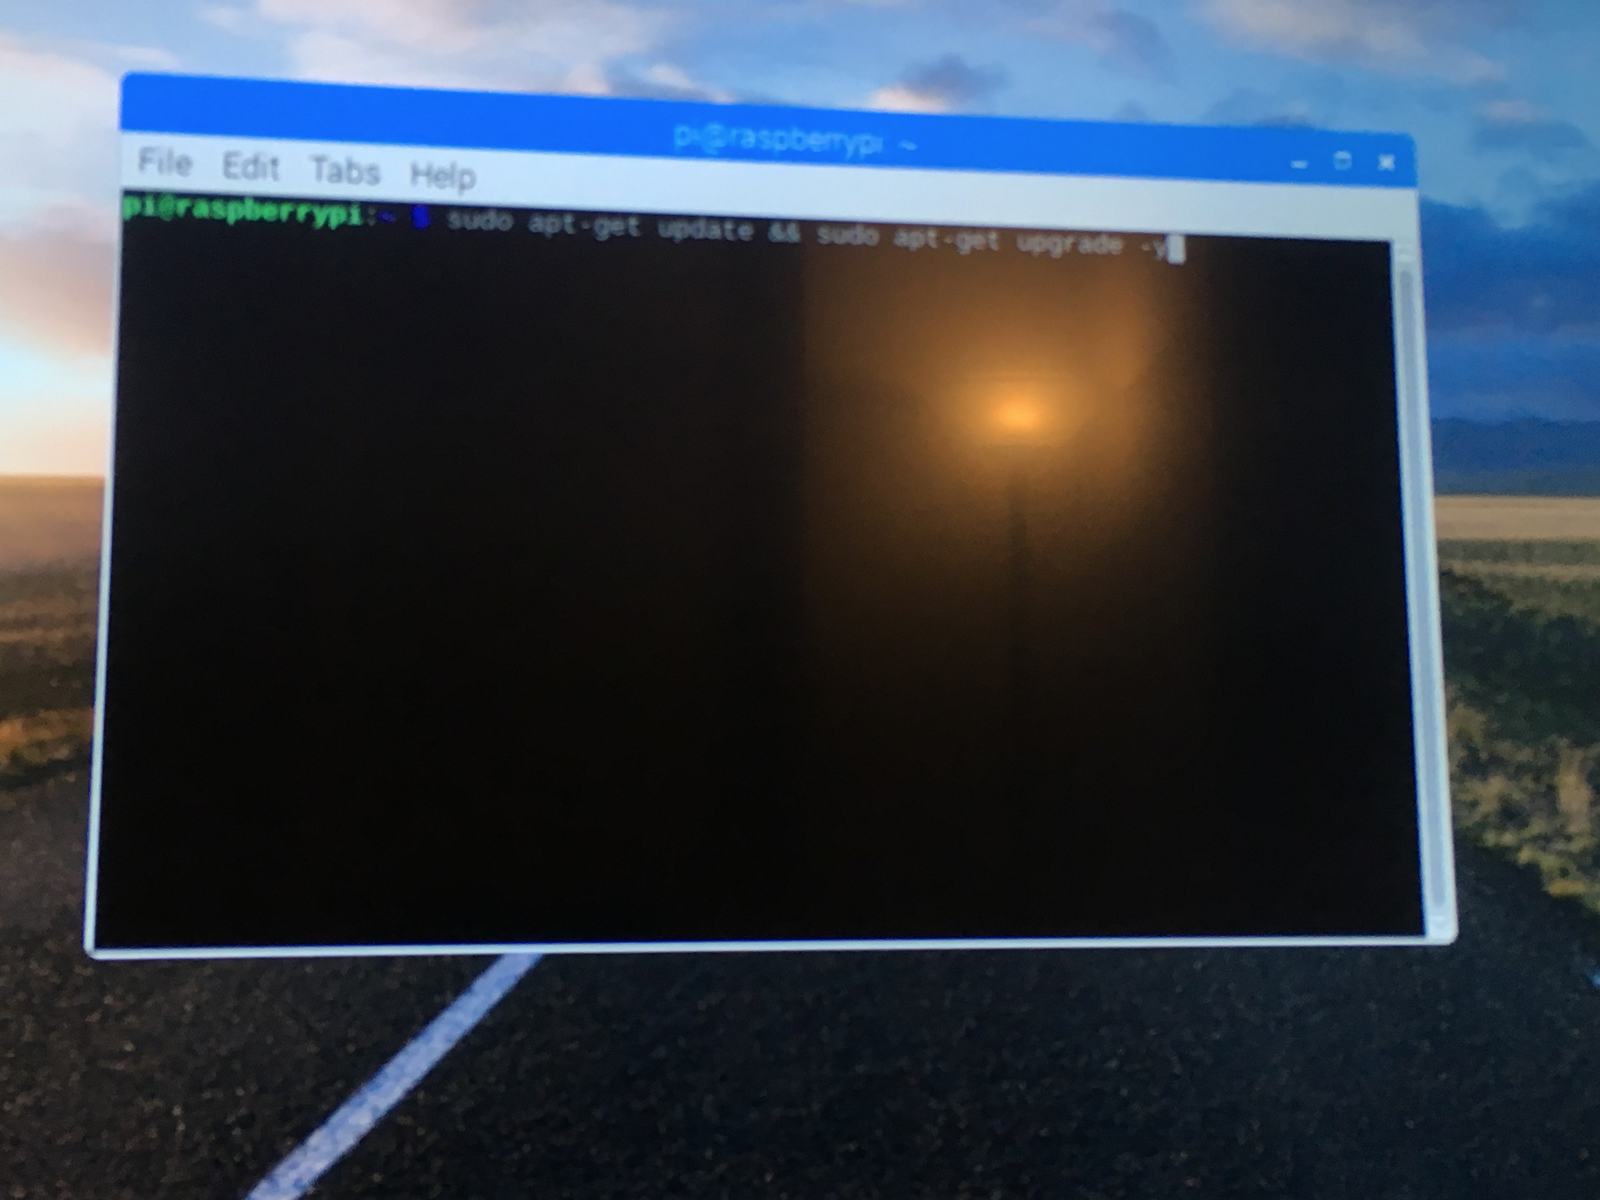 pi@raspberrypi: ~
File Edit Tabs Help
pi@raspberrypi:~ $ sudo apt-get update && sudo apt-get upgrade -y